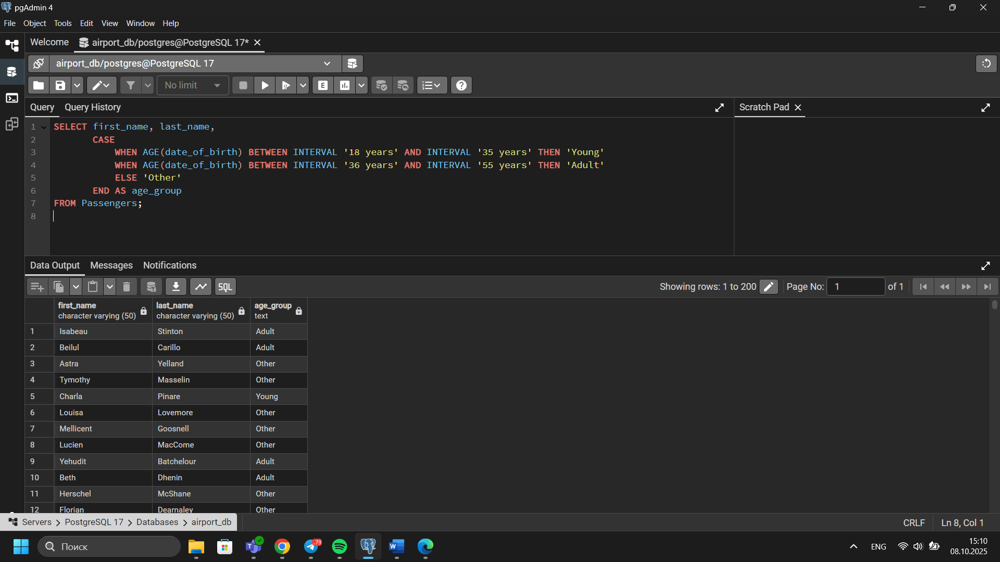 pgAdmin 4
File Object Tools Edit View Window Help
Welcome airport_db/postgres@PostgreSQL 17*
airport_db/postgres@PostgreSQL 17
No limit
E
Query Query History
Scratch Pad
1 SELECT first_name, last_name,
2 CASE
3 WHEN AGE(date_of_birth) BETWEEN INTERVAL '18 years' AND INTERVAL '35 years' THEN 'Young'
4 WHEN AGE(date_of_birth) BETWEEN INTERVAL '36 years' AND INTERVAL '55 years' THEN 'Adult'
5 ELSE 'Other'
6 END AS age_group
7 FROM Passengers;
8
Data Output Messages Notifications
SQL
Showing rows: 1 to 200 Page No: 1 of 1
first_name last_name age_group
character varying (50) character varying (50) text
1 Isabeau Stinton Adult
2 Beilul Carillo Adult
3 Astra Yelland Other
4 Tymothy Masselin Other
5 Charla Pinare Young
6 Louisa Lovemore Other
7 Mellicent Goosnell Other
8 Lucien MacCome Other
9 Yehudit Batchelour Adult
10 Beth Dhenin Adult
11 Herschel McShane Other
12 Florian Dearnaley Other
Servers > PostgreSQL 17 > Databases > airport_db
CRLF Ln 8, Col 1
Поиск
T
..79
W
ENG
15:10
08.10.2025